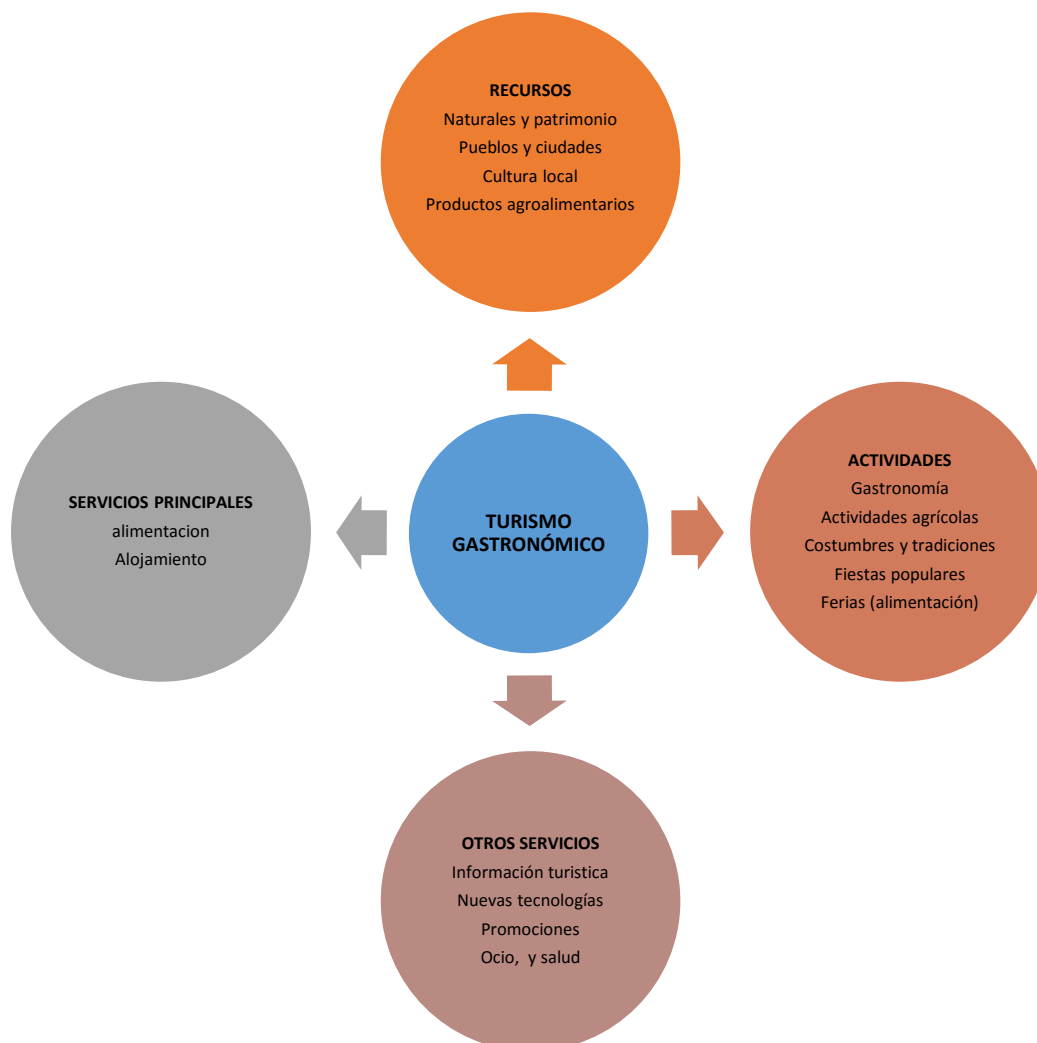 RECURSOS
Naturales y patrimonio
Pueblos y ciudades
Cultura local
Productos agroalimentarios
SERVICIOS PRINCIPALES
alimentacion
Alojamiento
TURISMO
GASTRONÓMICO
ACTIVIDADES
Gastronomía
Actividades agrícolas
Costumbres y tradiciones
Fiestas populares
Ferias (alimentación)
OTROS SERVICIOS
Información turistica
Nuevas tecnologías
Promociones
Ocio, y salud